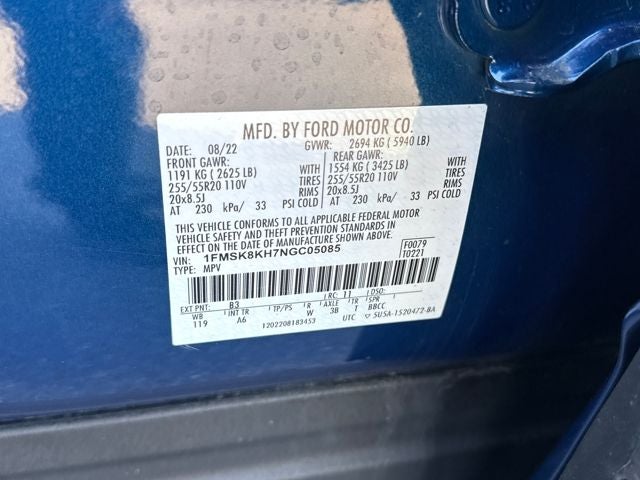 MFD. BY FORD MOTOR CO.
DATE: 08/22 GVWR: 2694 KG ( 5940 LB)
FRONT GAWR: REAR GAWR:
1191 KG ( 2625 LB) WITH 1554 KG ( 3425 LB) WITH
255/55R20 110V TIRES 255/55R20 110V TIRES
20x8.5J RIMS 20x8.5J RIMS
AT 230 kPa/ 33 PSI COLD AT 230 kPa/ 33 PSI COLD
THIS VEHICLE CONFORMS TO ALL APPLICABLE FEDERAL MOTOR
VEHICLE SAFETY AND BUMPER STANDARDS IN EFFECT ON THE DATE OF
MANUFACTURE SHOWN ABOVE.
VIN: 1FMSK8KH7NGC05085 F0079
TYPE: MPV T0221
EXT PNT: B3 RC: 11 DSO:
WB INT TR TP/PS R AXLE TR SPR
119 A6 W 3B T BBCC
1202208183453 UTC 5U5A-1520472-BA